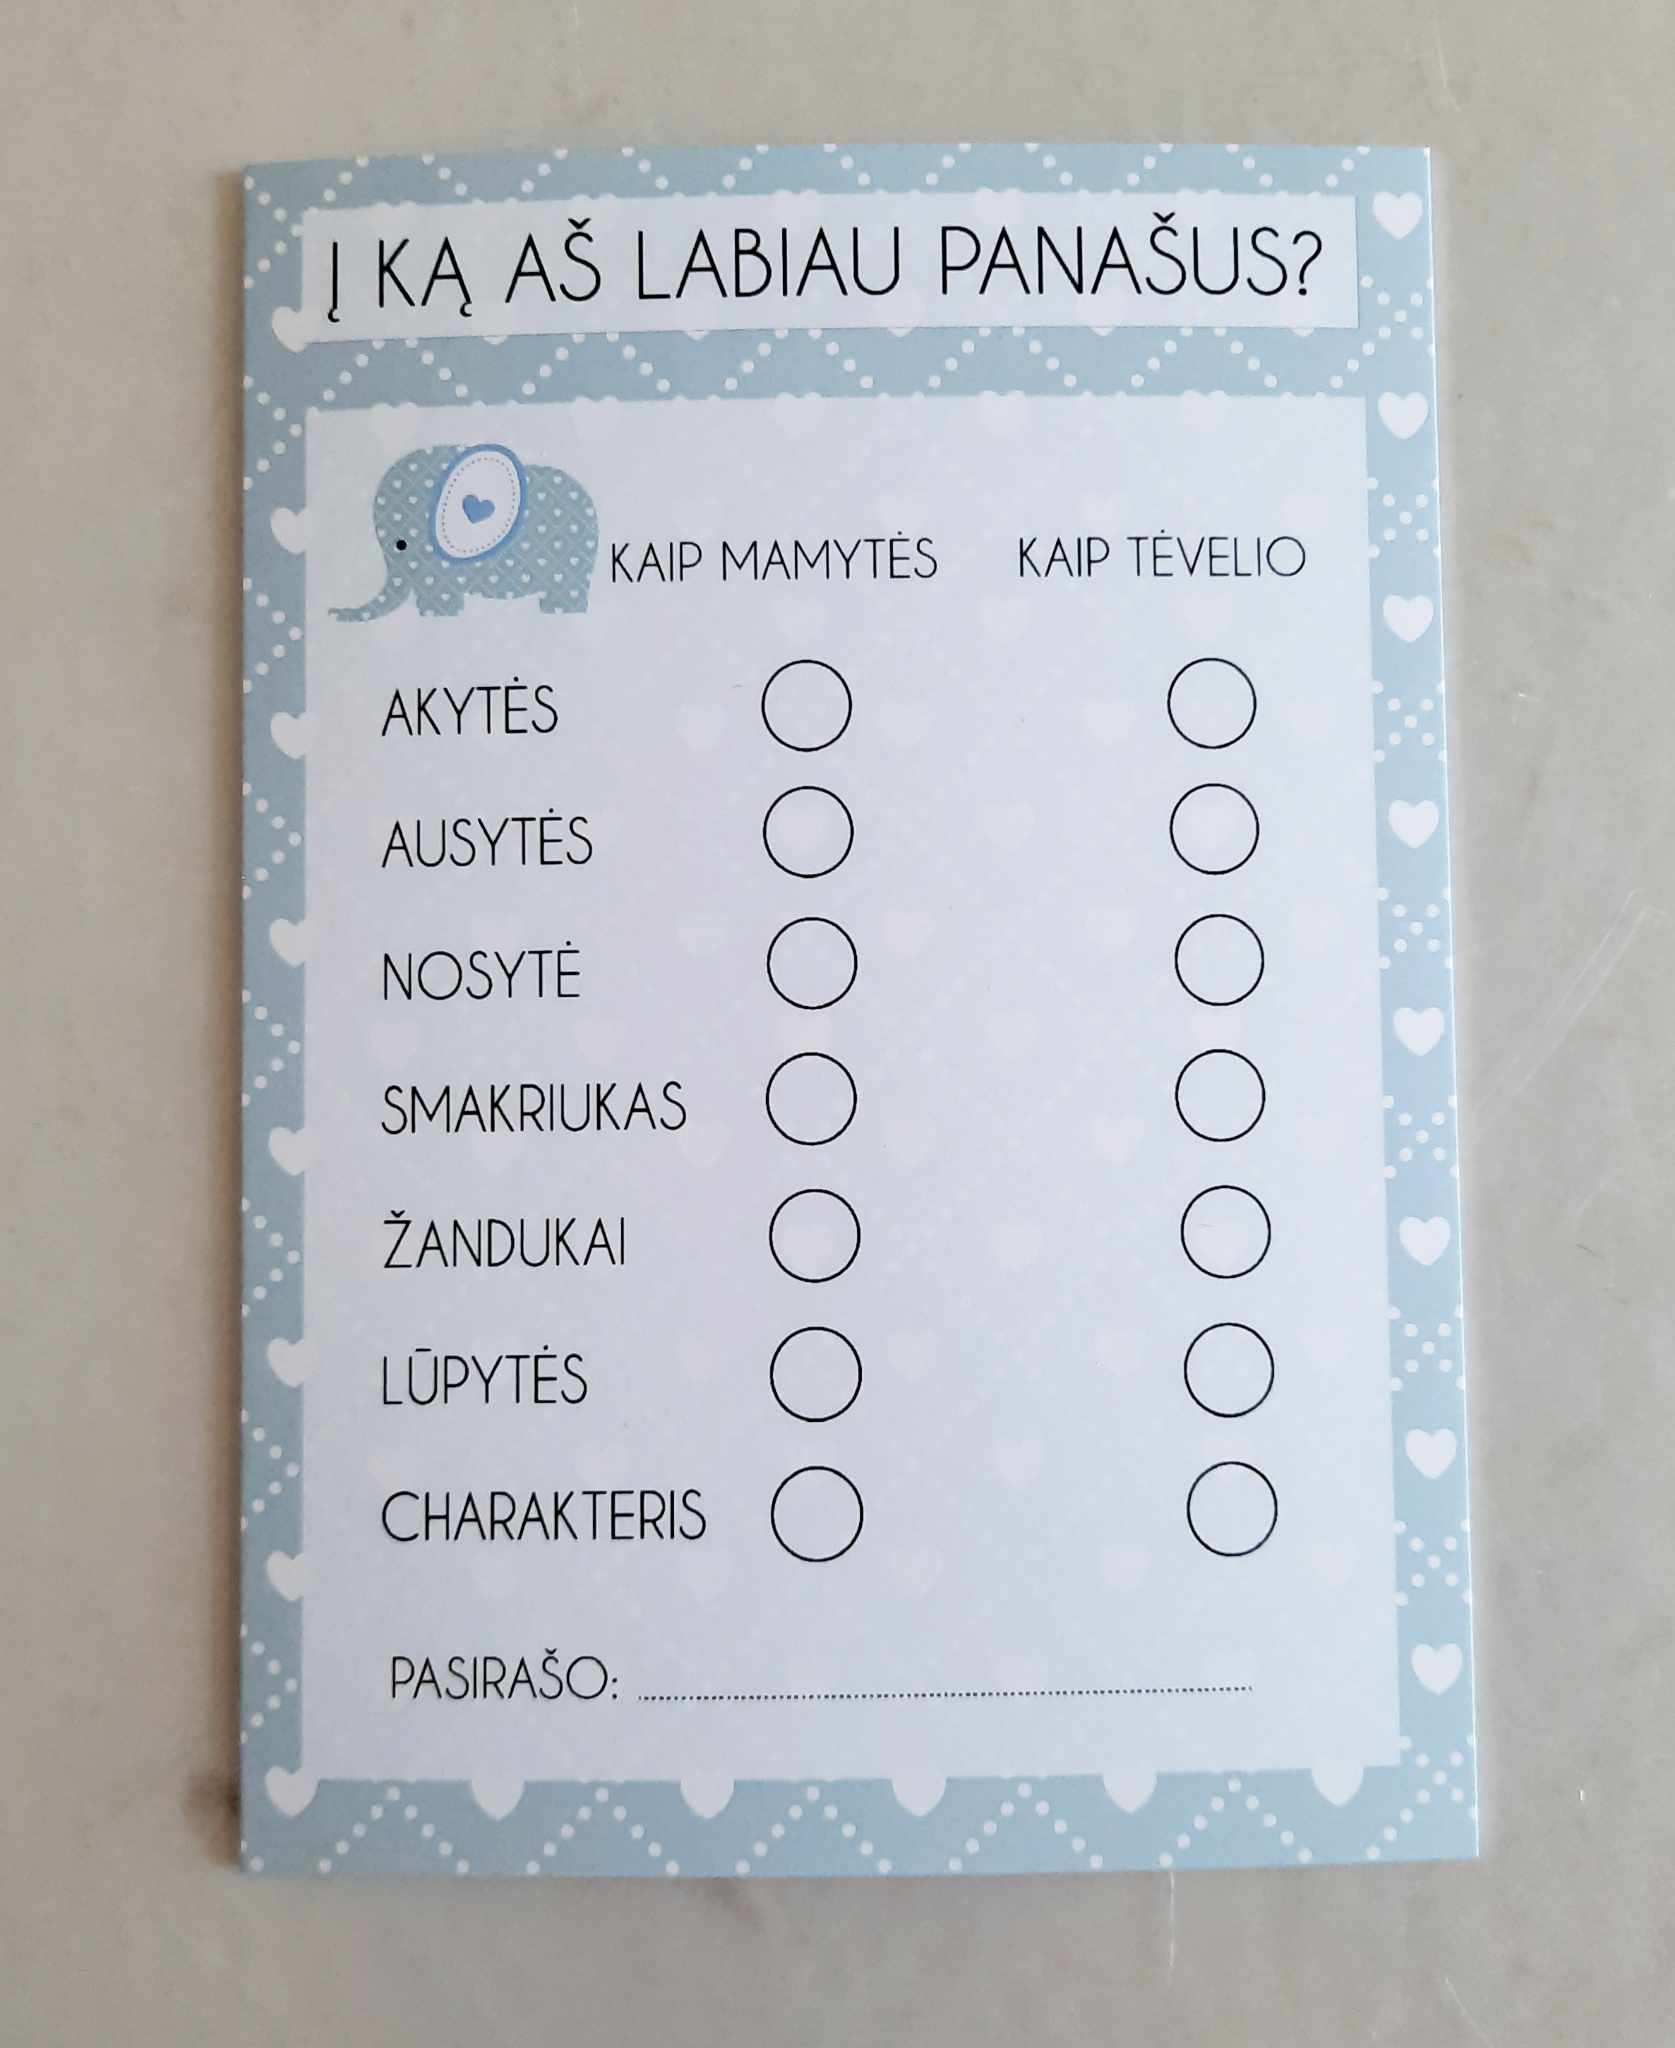 Į KĄ AŠ LABIAU PANAŠUS?
KAIP MAMYTĖS KAIP TĖVELIO
AKYTĖS
AUSYTĖS
NOSYTĖ
SMAKRIUKAS
ŽANDUKAI
LŪPYTĖS
CHARAKTERIS
PASIRAŠO: